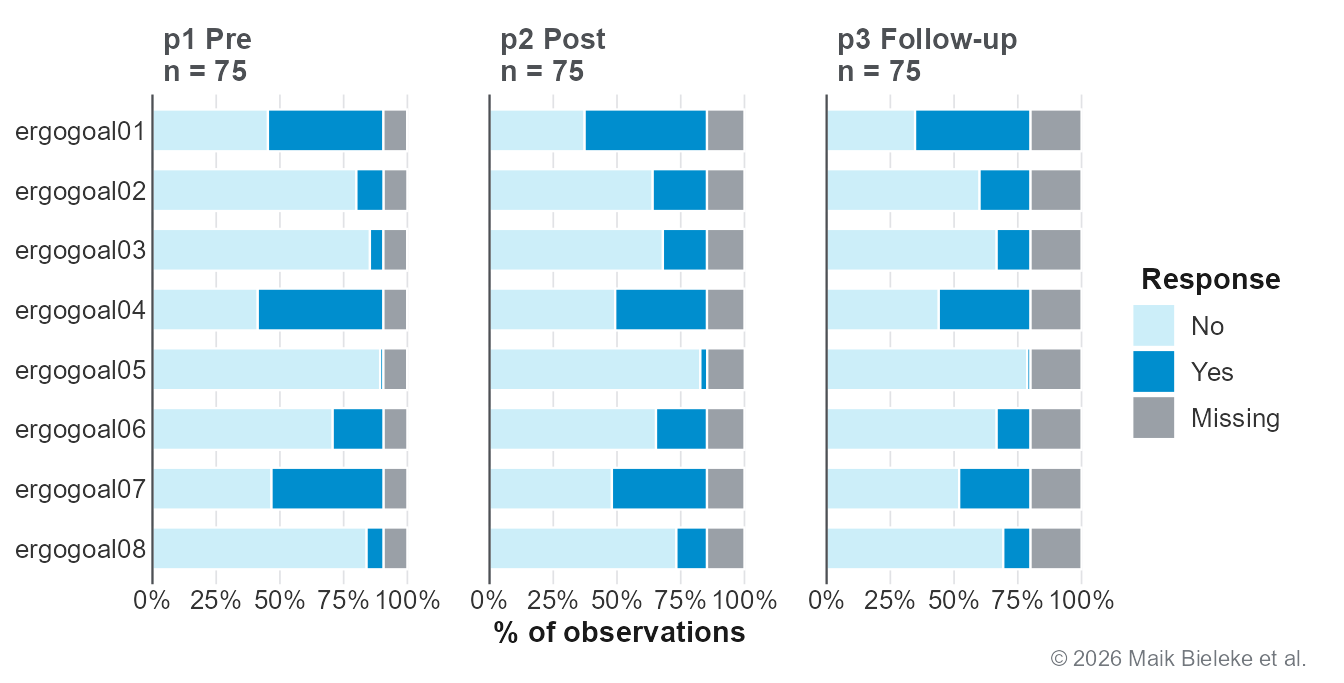 p1 Pre
n = 75
p2 Post
n = 75
p3 Follow-up
n = 75
ergogoal01
ergogoal02
ergogoal03
ergogoal04
ergogoal05
ergogoal06
ergogoal07
ergogoal08
0% 25% 50% 75% 100%
0% 25% 50% 75% 100%
0% 25% 50% 75% 100%
% of observations
Response
No
Yes
Missing
© 2026 Maik Bieleke et al.